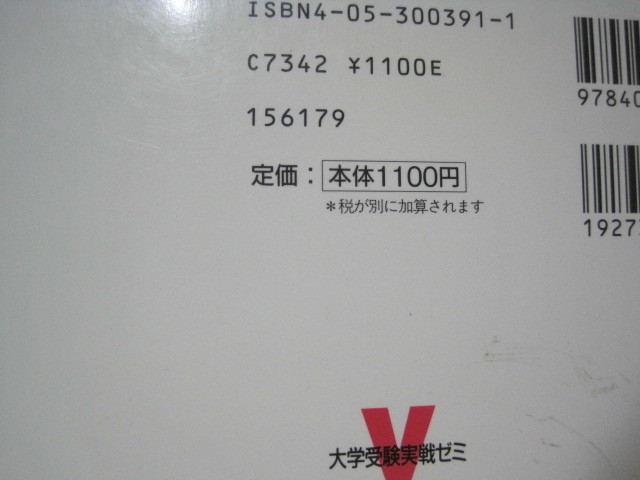 ISBN4-05-300391-1
C7342 ¥1100E
97840
156179
定価：本体1100円
＊税が別に加算されます
1927
V
大学受験実戦ゼミ